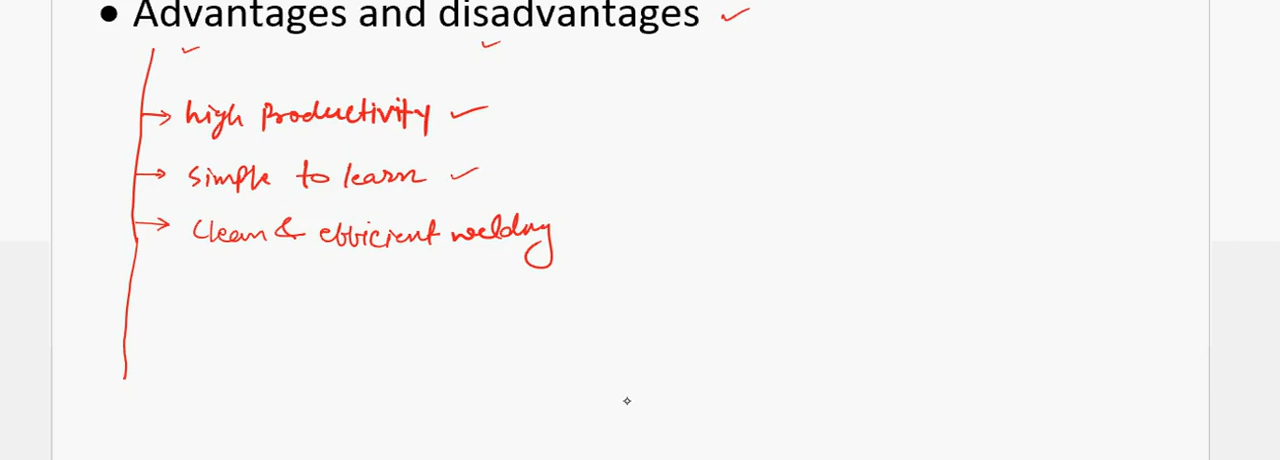 • Advantages and disadvantages
→ high productivity
→ Simple to learn
→ Clean & efficient welding